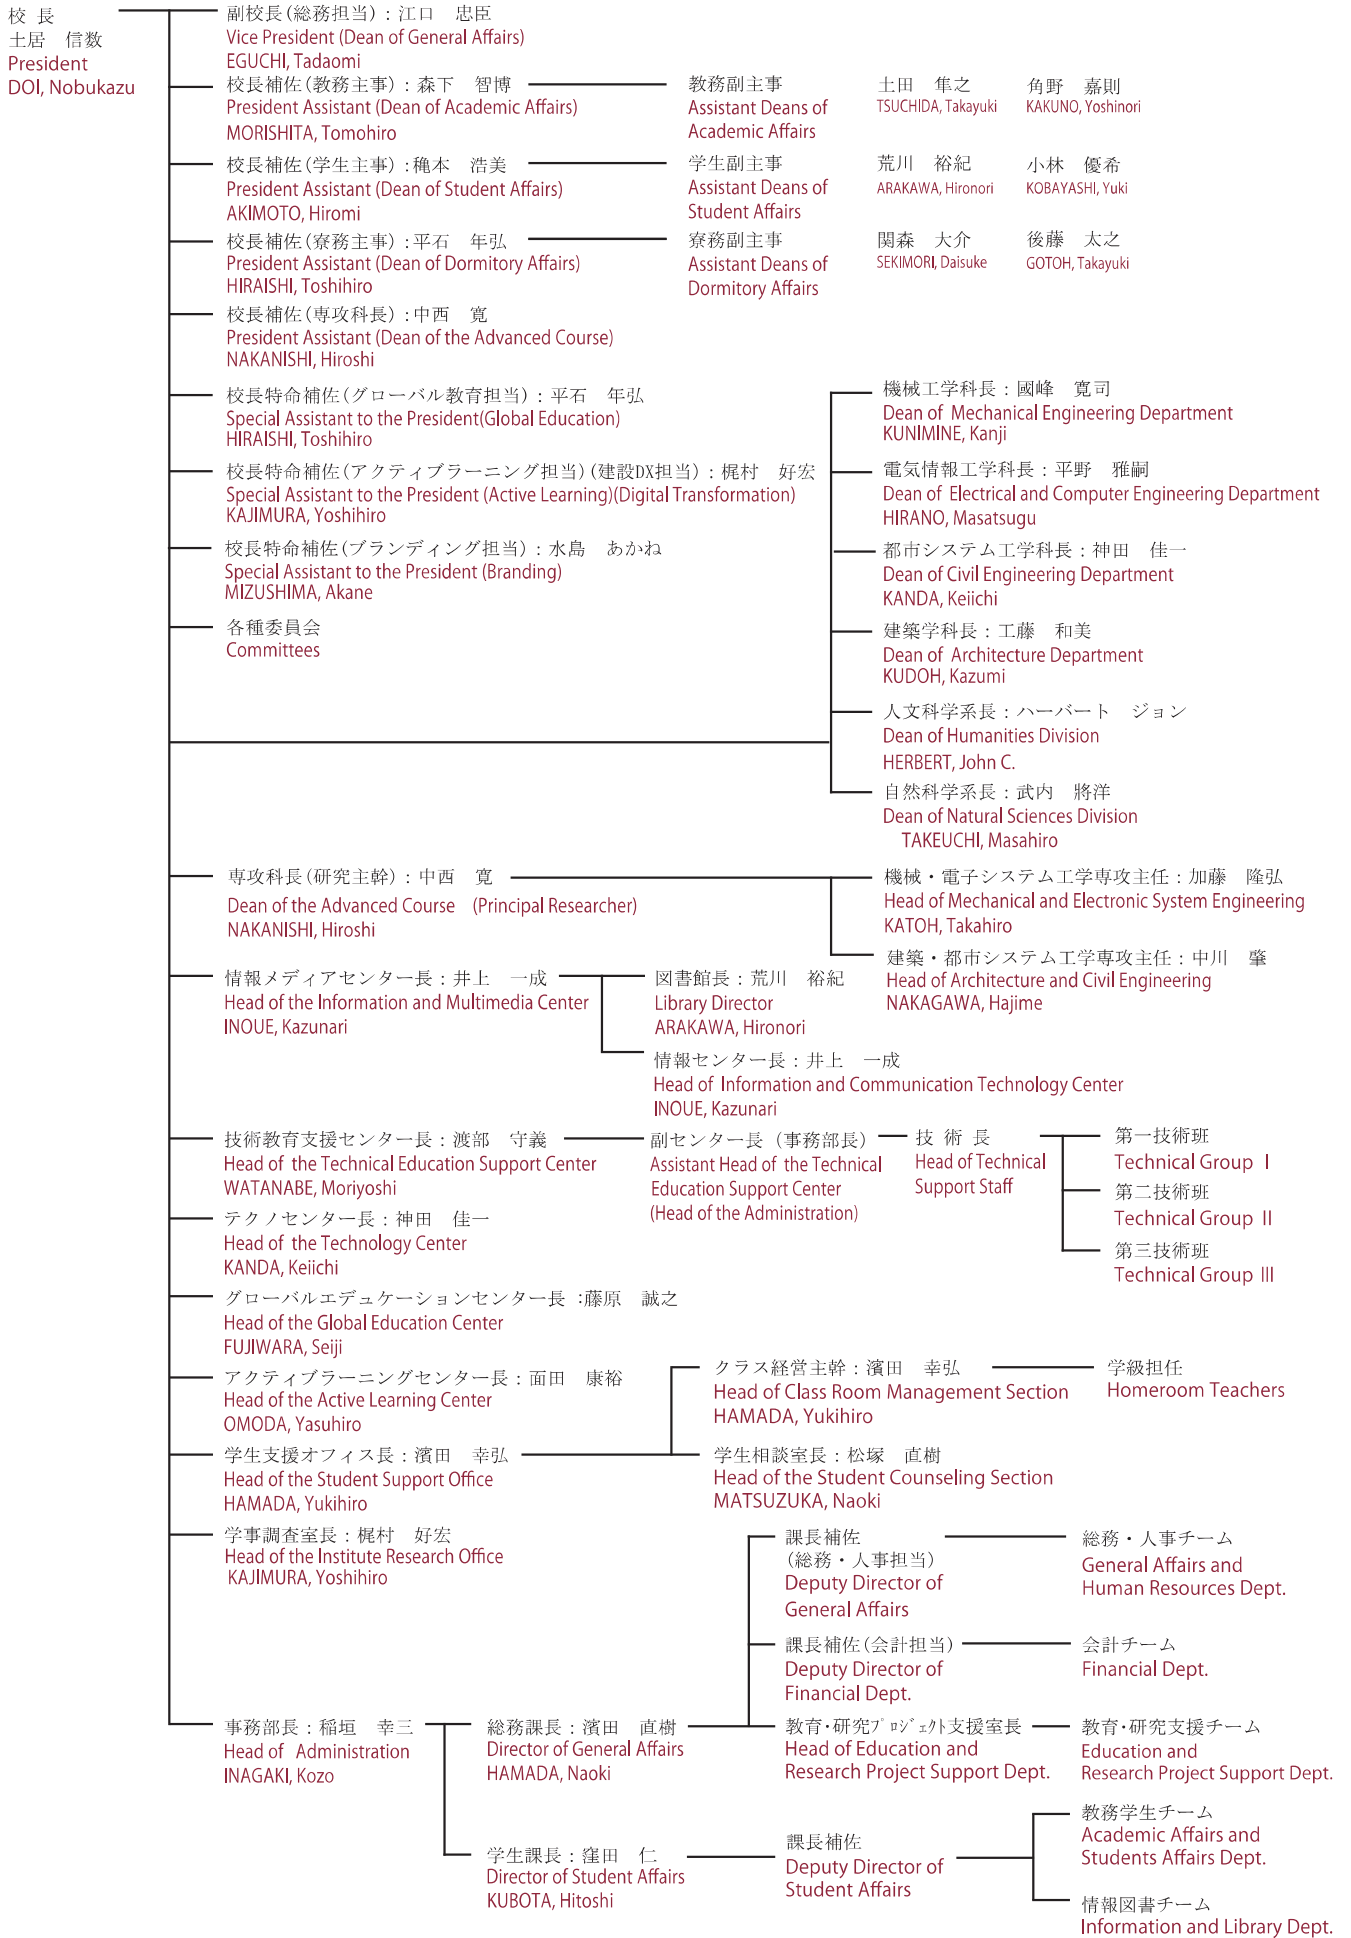 校 長
土居　信数
President
DOI, Nobukazu
副校長(総務担当)：江口　忠臣
Vice President (Dean of General Affairs)
EGUCHI, Tadaomi
校長補佐(教務主事)：森下　智博
President Assistant (Dean of Academic Affairs)
MORISHITA, Tomohiro
教務副主事
Assistant Deans of
Academic Affairs
土田　隼之
TSUCHIDA, Takayuki
角野　嘉則
KAKUNO, Yoshinori
校長補佐(学生主事)：穐本　浩美
President Assistant (Dean of Student Affairs)
AKIMOTO, Hiromi
学生副主事
Assistant Deans of
Student Affairs
荒川　裕紀
ARAKAWA, Hironori
小林　優希
KOBAYASHI, Yuki
校長補佐(寮務主事)：平石　年弘
President Assistant (Dean of Dormitory Affairs)
HIRAISHI, Toshihiro
寮務副主事
Assistant Deans of
Dormitory Affairs
関森　大介
SEKIMORI, Daisuke
後藤　太之
GOTOH, Takayuki
校長補佐(専攻科長)：中西　寛
President Assistant (Dean of the Advanced Course)
NAKANISHI, Hiroshi
校長特命補佐(グローバル教育担当)：平石　年弘
Special Assistant to the President(Global Education)
HIRAISHI, Toshihiro
校長特命補佐(アクティブラーニング担当)(建設DX担当)：梶村　好宏
Special Assistant to the President (Active Learning)(Digital Transformation)
KAJIMURA, Yoshihiro
校長特命補佐(ブランディング担当)：水島　あかね
Special Assistant to the President (Branding)
MIZUSHIMA, Akane
各種委員会
Committees
機械工学科長：國峰　寛司
Dean of Mechanical Engineering Department
KUNIMINE, Kanji
電気情報工学科長：平野　雅嗣
Dean of Electrical and Computer Engineering Department
HIRANO, Masatsugu
都市システム工学科長：神田　佳一
Dean of Civil Engineering Department
KANDA, Keiichi
建築学科長：工藤　和美
Dean of Architecture Department
KUDOH, Kazumi
人文科学系長：ハーバート　ジョン
Dean of Humanities Division
HERBERT, John C.
自然科学系長：武内　將洋
Dean of Natural Sciences Division
TAKEUCHI, Masahiro
専攻科長(研究主幹)：中西　寛
Dean of the Advanced Course (Principal Researcher)
NAKANISHI, Hiroshi
機械・電子システム工学専攻主任：加藤　隆弘
Head of Mechanical and Electronic System Engineering
KATOH, Takahiro
建築・都市システム工学専攻主任：中川　肇
Head of Architecture and Civil Engineering
NAKAGAWA, Hajime
情報メディアセンター長：井上　一成
Head of the Information and Multimedia Center
INOUE, Kazunari
図書館長：荒川　裕紀
Library Director
ARAKAWA, Hironori
情報センター長：井上　一成
Head of Information and Communication Technology Center
INOUE, Kazunari
技術教育支援センター長：渡部　守義
Head of the Technical Education Support Center
WATANABE, Moriyoshi
副センター長（事務部長）
Assistant Head of the Technical
Education Support Center
(Head of the Administration)
技 術 長
Head of Technical
Support Staff
第一技術班
Technical Group Ⅰ
第二技術班
Technical Group Ⅱ
第三技術班
Technical Group Ⅲ
テクノセンター長：神田　佳一
Head of the Technology Center
KANDA, Keiichi
グローバルエデュケーションセンター長：藤原　誠之
Head of the Global Education Center
FUJIWARA, Seiji
アクティブラーニングセンター長：面田　康裕
Head of the Active Learning Center
OMODA, Yasuhiro
学生支援オフィス長：濱田　幸弘
Head of the Student Support Office
HAMADA, Yukihiro
クラス経営主幹：濱田　幸弘
Head of Class Room Management Section
HAMADA, Yukihiro
学級担任
Homeroom Teachers
学生相談室長：松塚　直樹
Head of the Student Counseling Section
MATSUZUKA, Naoki
学事調査室長：梶村　好宏
Head of the Institute Research Office
KAJIMURA, Yoshihiro
事務部長：稲垣　幸三
Head of Administration
INAGAKI, Kozo
総務課長：濱田　直樹
Director of General Affairs
HAMADA, Naoki
課長補佐
(総務・人事担当)
Deputy Director of
General Affairs
総務・人事チーム
General Affairs and
Human Resources Dept.
課長補佐(会計担当)
Deputy Director of
Financial Dept.
会計チーム
Financial Dept.
教育・研究ﾌﾟﾛｼﾞｪｸﾄ支援室長
Head of Education and
Research Project Support Dept.
教育・研究支援チーム
Education and
Research Project Support Dept.
学生課長：窪田　仁
Director of Student Affairs
KUBOTA, Hitoshi
課長補佐
Deputy Director of
Student Affairs
教務学生チーム
Academic Affairs and
Students Affairs Dept.
情報図書チーム
Information and Library Dept.